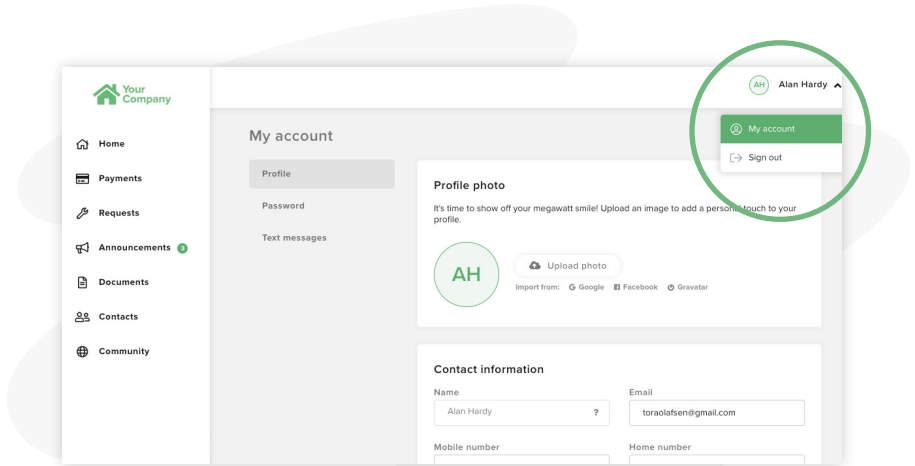 Your
Company
AH Alan Hardy
My account
Sign out
Home
Payments
Requests
Announcements 3
Documents
Contacts
Community
My account
Profile
Password
Text messages
Profile photo
It's time to show off your megawatt smile! Upload an image to add a personal touch to your
profile.
AH
Upload photo
Import from: G Google Facebook Gravatar
Contact information
Name
Alan Hardy ?
Email
toraolafsen@gmail.com
Mobile number
Home number